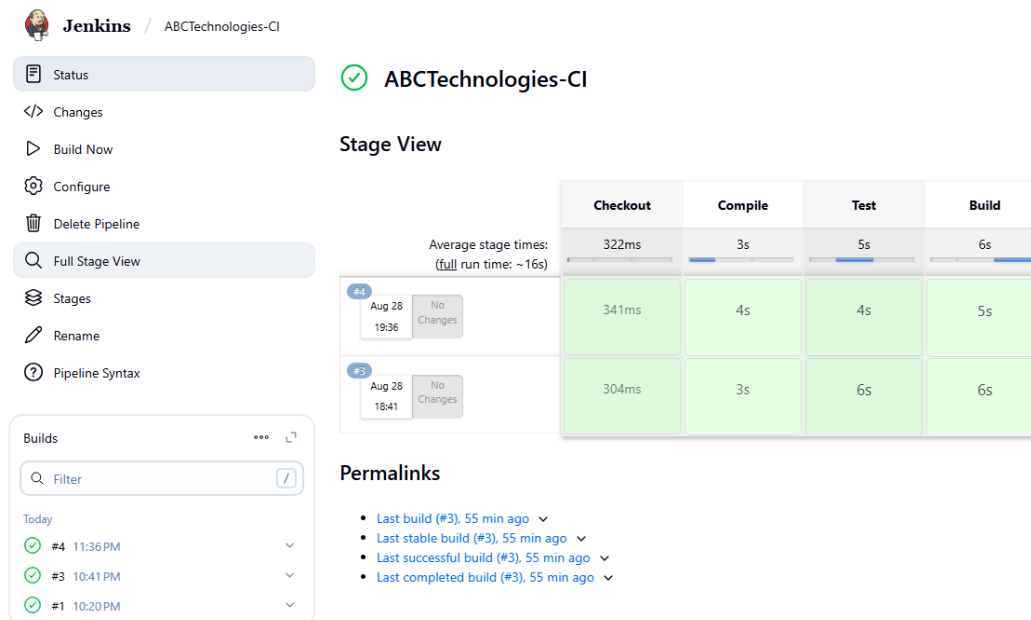 Jenkins / ABCTechnologies-CI
Status
Changes
Build Now
Configure
Delete Pipeline
Full Stage View
Stages
Rename
Pipeline Syntax
Builds
Filter /
Today
#4 11:36 PM
#3 10:41 PM
#1 10:20 PM
ABCTechnologies-CI
Stage View
Checkout Compile Test Build
Average stage times: 322ms 3s 5s 6s
(full run time: ~16s)
#4
Aug 28 No
19:36 Changes
341ms 4s 4s 5s
#3
Aug 28 No
18:41 Changes
304ms 3s 6s 6s
Permalinks
Last build (#3), 55 min ago
Last stable build (#3), 55 min ago
Last successful build (#3), 55 min ago
Last completed build (#3), 55 min ago